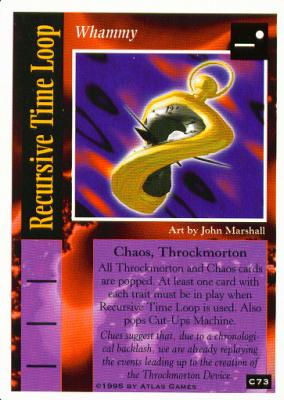 Recursive Time Loop
Whammy
Art by John Marshall
Chaos, Throckmorton
All Throckmorton and Chaos cards
are popped. At least one card with
each trait must be in play when
Recursive Time Loop is used. Also
pops Cut-Ups Machine.
Clues suggest that, due to a chronologi-
cal backlash, we are already replaying
the events leading up to the creation of
the Throckmorton Device.
©1995 BY ATLAS GAMES
C73